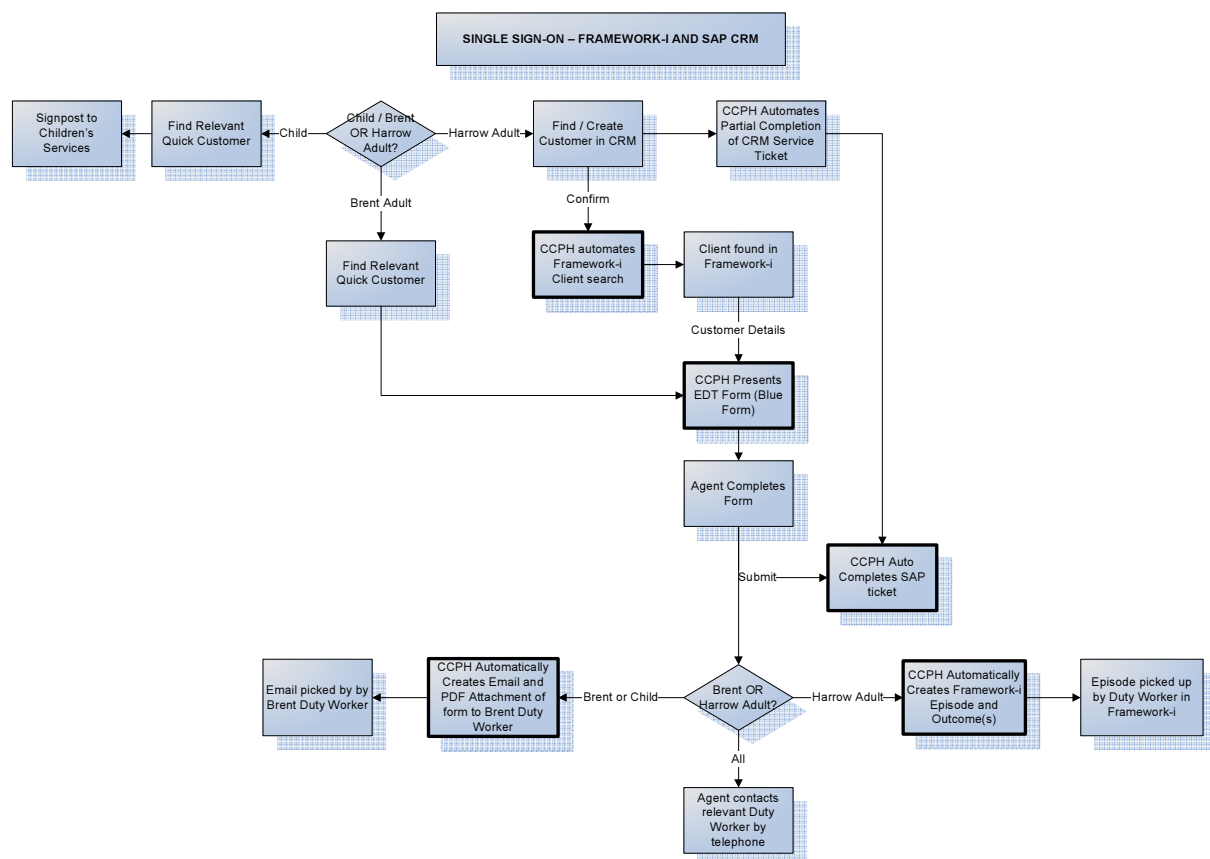 SINGLE SIGN-ON – FRAMEWORK-I AND SAP CRM
Signpost to
Children's
Services
Find Relevant
Quick Customer
Child
Child / Brent
OR Harrow
Adult?
Harrow Adult
Find / Create
Customer in CRM
CCPH Automates
Partial Completion
of CRM Service
Ticket
Brent Adult
Confirm
Find Relevant
Quick Customer
CCPH automates
Framework-i
Client search
Client found in
Framework-i
Customer Details
CCPH Presents
EDT Form (Blue
Form)
Agent Completes
Form
Submit
CCPH Auto
Completes SAP
ticket
Email picked by by
Brent Duty Worker
CCPH Automatically
Creates Email and
PDF Attachment of
form to Brent Duty
Worker
Brent or Child
Brent OR
Harrow Adult?
Harrow Adult
CCPH Automatically
Creates Framework-i
Episode and
Outcome(s)
Episode picked up
by Duty Worker in
Framework-i
All
Agent contacts
relevant Duty
Worker by
telephone